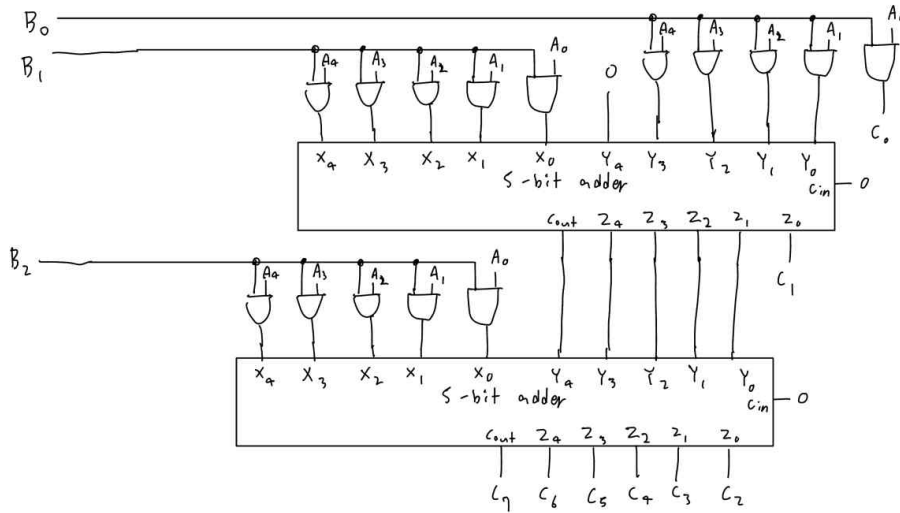 B₀ A₄ A₃ A₂ A₁ A₀
B₁ A₄ A₃ A₂ A₁ A₀ 0
C₀
X₄ X₃ X₂ X₁ X₀ Y₄ Y₃ Y₂ Y₁ Y₀
5-bit adder Cin 0
Cout Z₄ Z₃ Z₂ Z₁ Z₀
B₂ A₄ A₃ A₂ A₁ A₀
C₁
X₄ X₃ X₂ X₁ X₀ Y₄ Y₃ Y₂ Y₁ Y₀
5-bit adder Cin 0
Cout Z₄ Z₃ Z₂ Z₁ Z₀
C₇ C₆ C₅ C₄ C₃ C₂